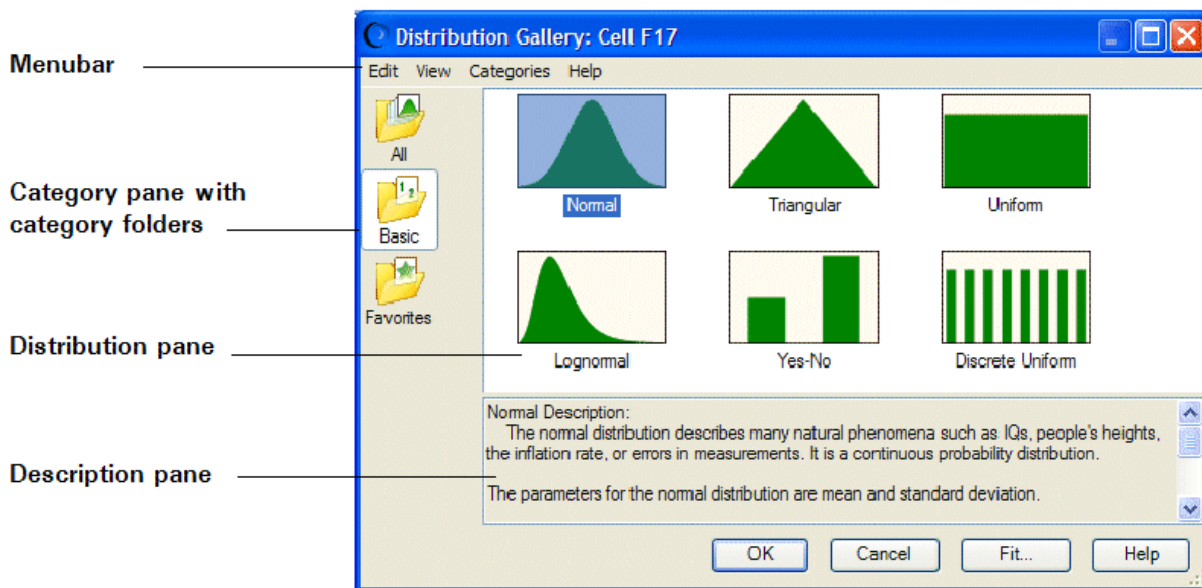 Distribution Gallery: Cell F17
Menubar
Edit View Categories Help
All
Category pane with
category folders
Basic
Favorites
Normal Triangular Uniform
Distribution pane
Lognormal Yes-No Discrete Uniform
Description pane
Normal Description:
The normal distribution describes many natural phenomena such as IQs, people's heights,
the inflation rate, or errors in measurements. It is a continuous probability distribution.
The parameters for the normal distribution are mean and standard deviation.
OK Cancel Fit... Help